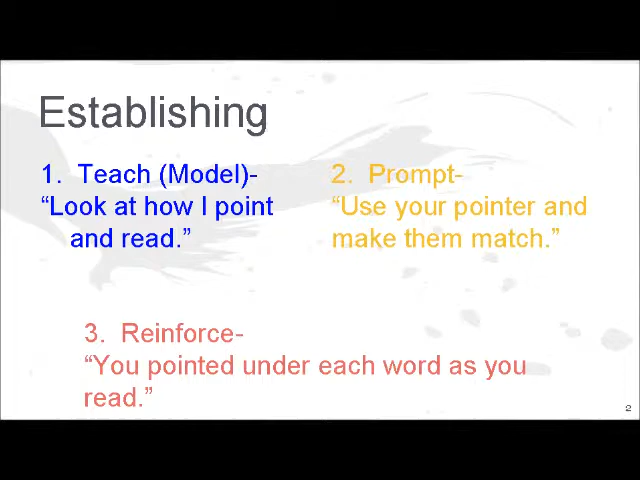 Establishing
1. Teach (Model)-
“Look at how I point
and read.”
2. Prompt-
“Use your pointer and
make them match.”
3. Reinforce-
“You pointed under each word as you
read.”
2